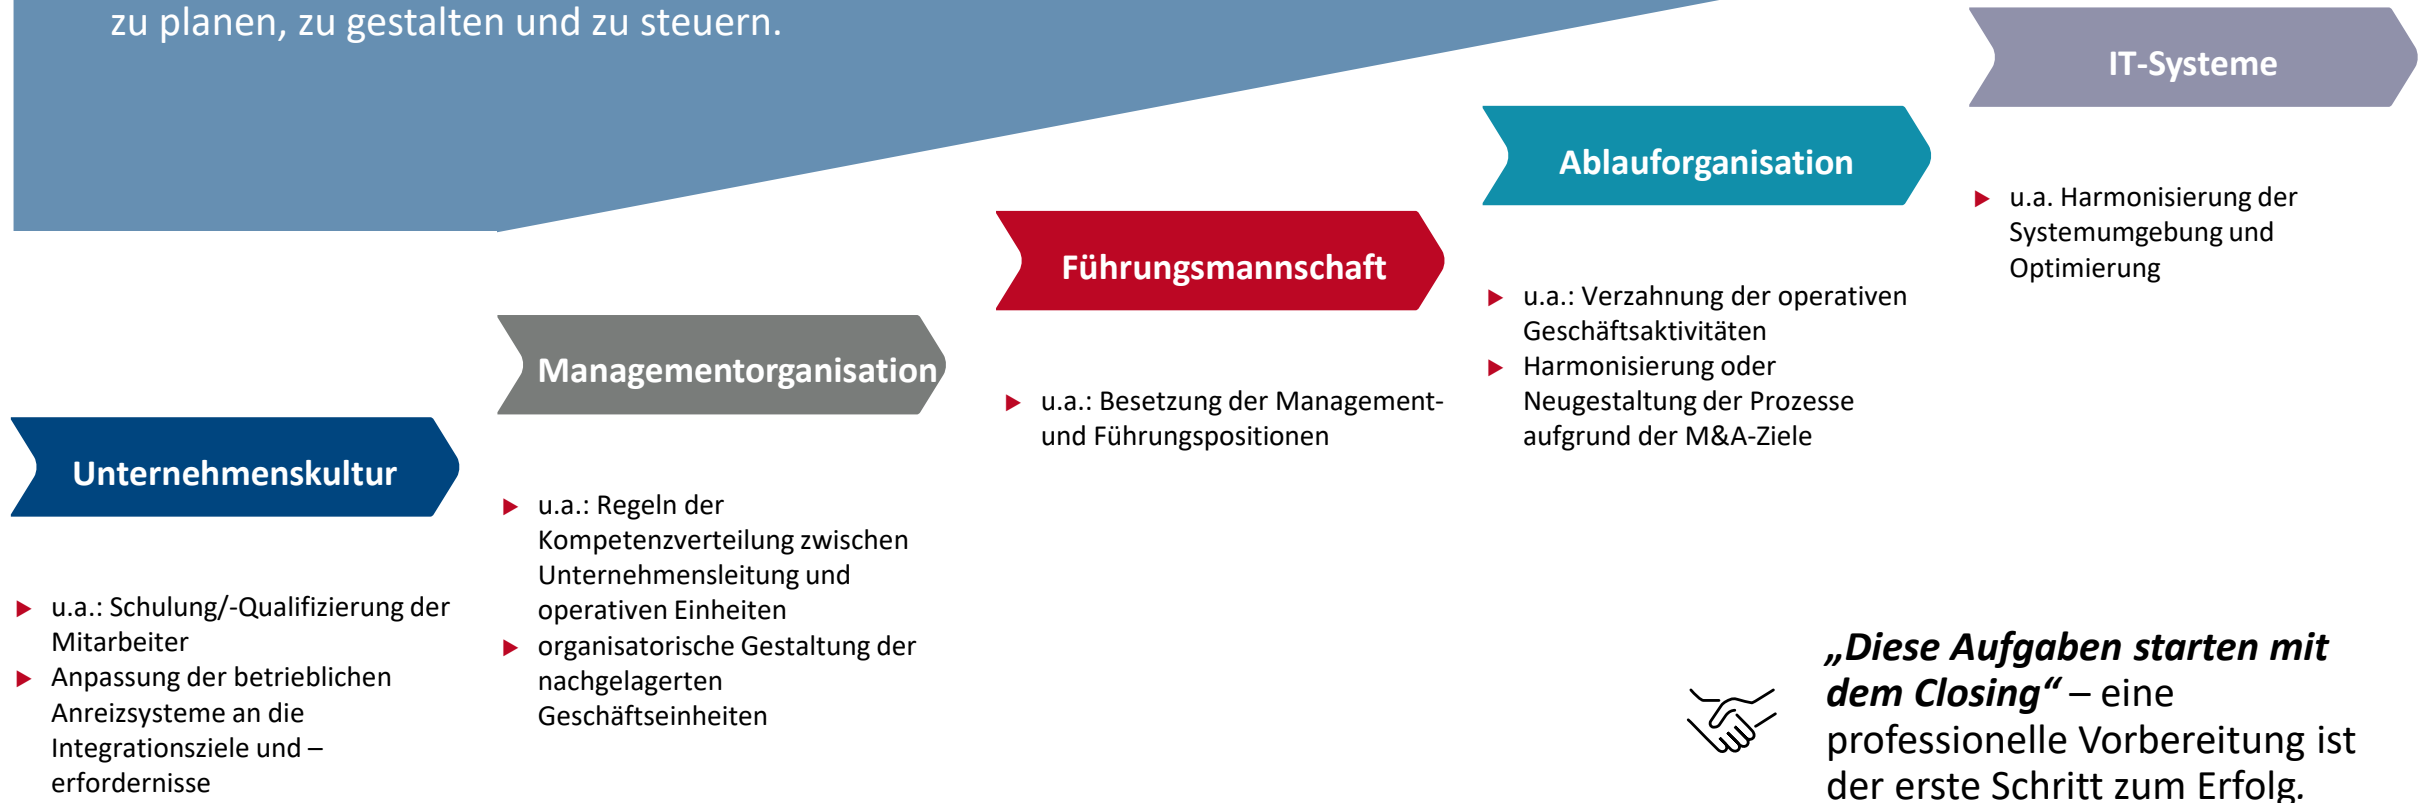 zu planen, zu gestalten und zu steuern.
Unternehmenskultur
u.a.: Schulung/-Qualifizierung der
Mitarbeiter
Anpassung der betrieblichen
Anreizsysteme an die
Integrationsziele und –
erfordernisse
Managementorganisation
u.a.: Regeln der
Kompetenzverteilung zwischen
Unternehmensleitung und
operativen Einheiten
organisatorische Gestaltung der
nachgelagerten
Geschäftseinheiten
Führungsmannschaft
u.a.: Besetzung der Management-
und Führungspositionen
Ablauforganisation
u.a.: Verzahnung der operativen
Geschäftsaktivitäten
Harmonisierung oder
Neugestaltung der Prozesse
aufgrund der M&A-Ziele
IT-Systeme
u.a. Harmonisierung der
Systemumgebung und
Optimierung
„Diese Aufgaben starten mit
dem Closing“ – eine
professionelle Vorbereitung ist
der erste Schritt zum Erfolg.